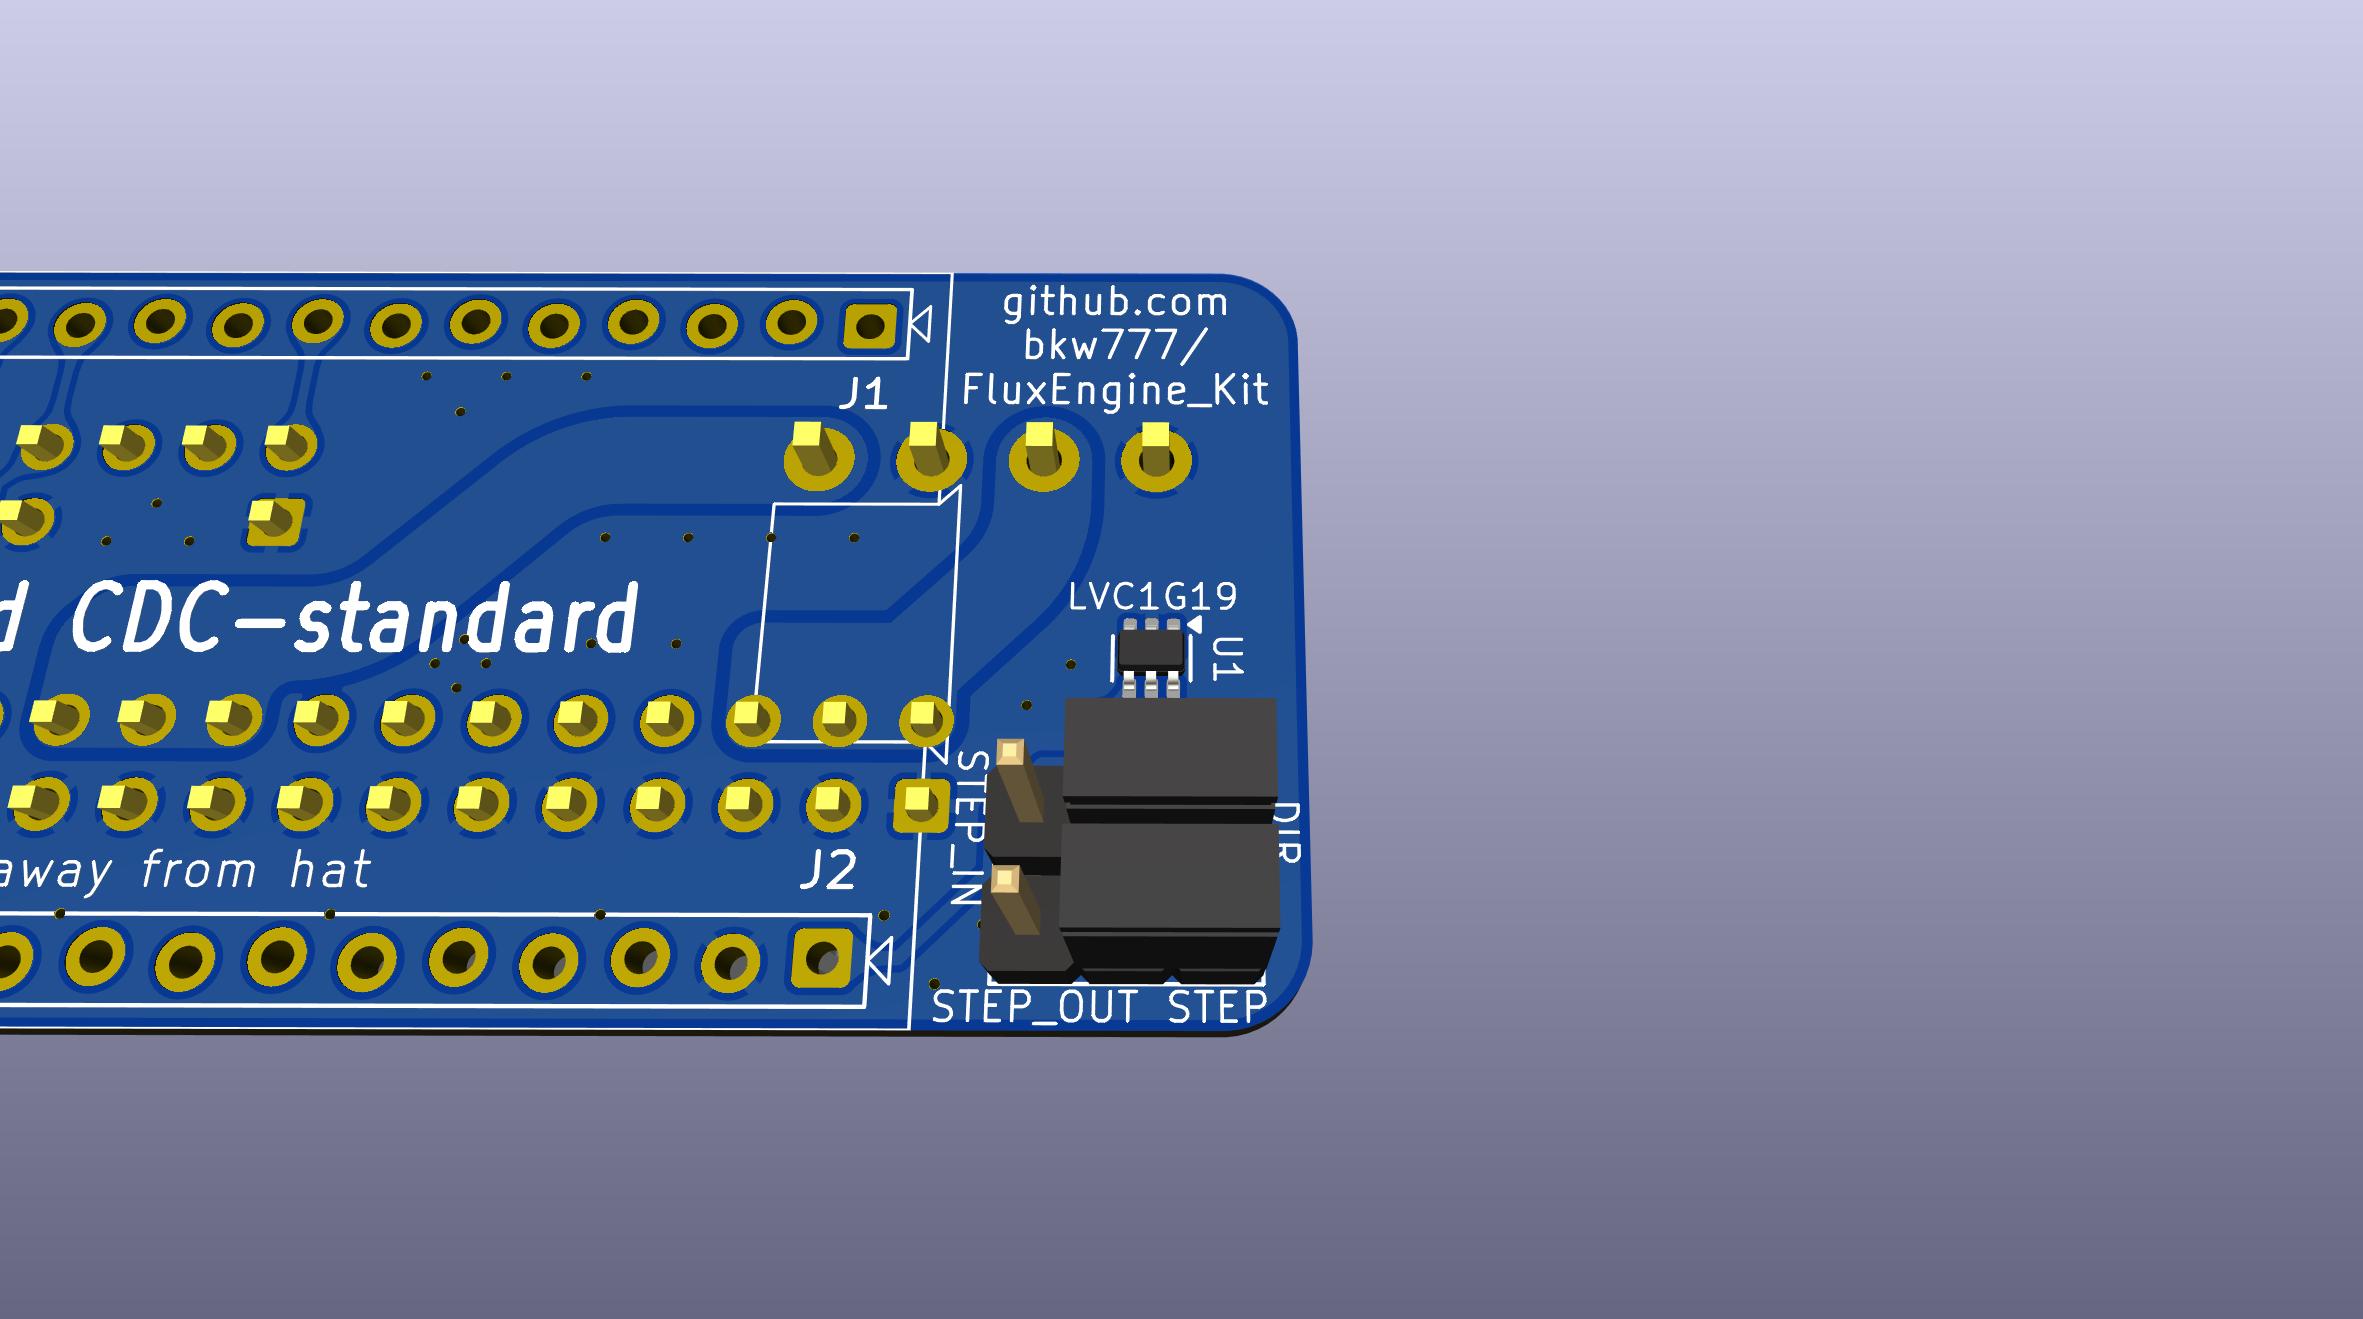 github.com
bkw777/
FluxEngine_Kit
J1
LVC1G19
U1
d CDC-standard
STEP_IN
DIR
away from hat
J2
STEP_OUT STEP